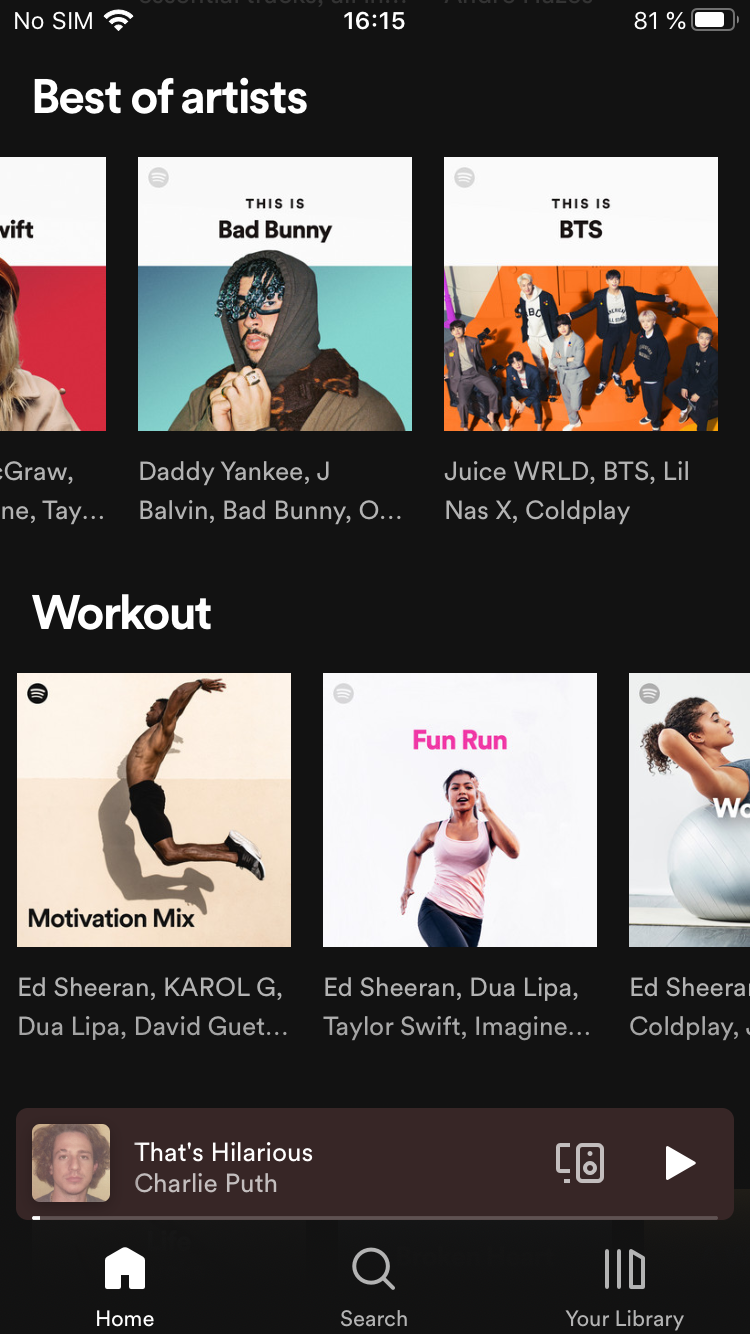 No SIM 16:15 81 %
Best of artists
wift
THIS IS
Bad Bunny
THIS IS
BTS
cGraw,
ne, Tay...
Daddy Yankee, J
Balvin, Bad Bunny, O...
Juice WRLD, BTS, Lil
Nas X, Coldplay
Workout
Motivation Mix
Fun Run
Wo
Ed Sheeran, KAROL G,
Dua Lipa, David Guet...
Ed Sheeran, Dua Lipa,
Taylor Swift, Imagine...
Ed Sheeran
Coldplay, J
That's Hilarious
Charlie Puth
Home Search Your Library